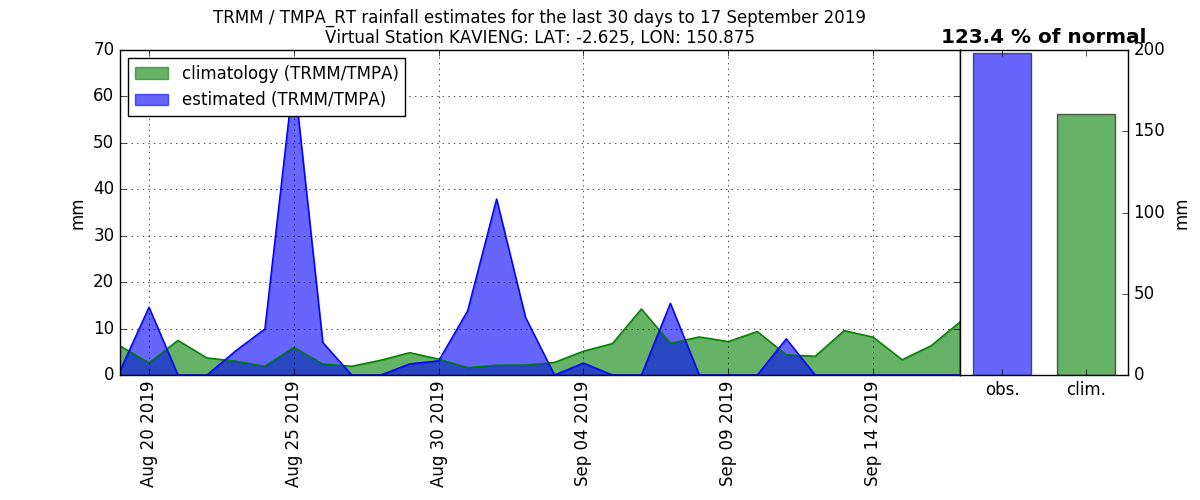 TRMM / TMPA_RT rainfall estimates for the last 30 days to 17 September 2019
Virtual Station KAVIENG: LAT: -2.625, LON: 150.875
123.4 % of normal
climatology (TRMM/TMPA)
estimated (TRMM/TMPA)
70
60
50
40
30
20
10
0
mm
Aug 20 2019
Aug 25 2019
Aug 30 2019
Sep 04 2019
Sep 09 2019
Sep 14 2019
obs.
clim.
200
150
100
50
0
mm